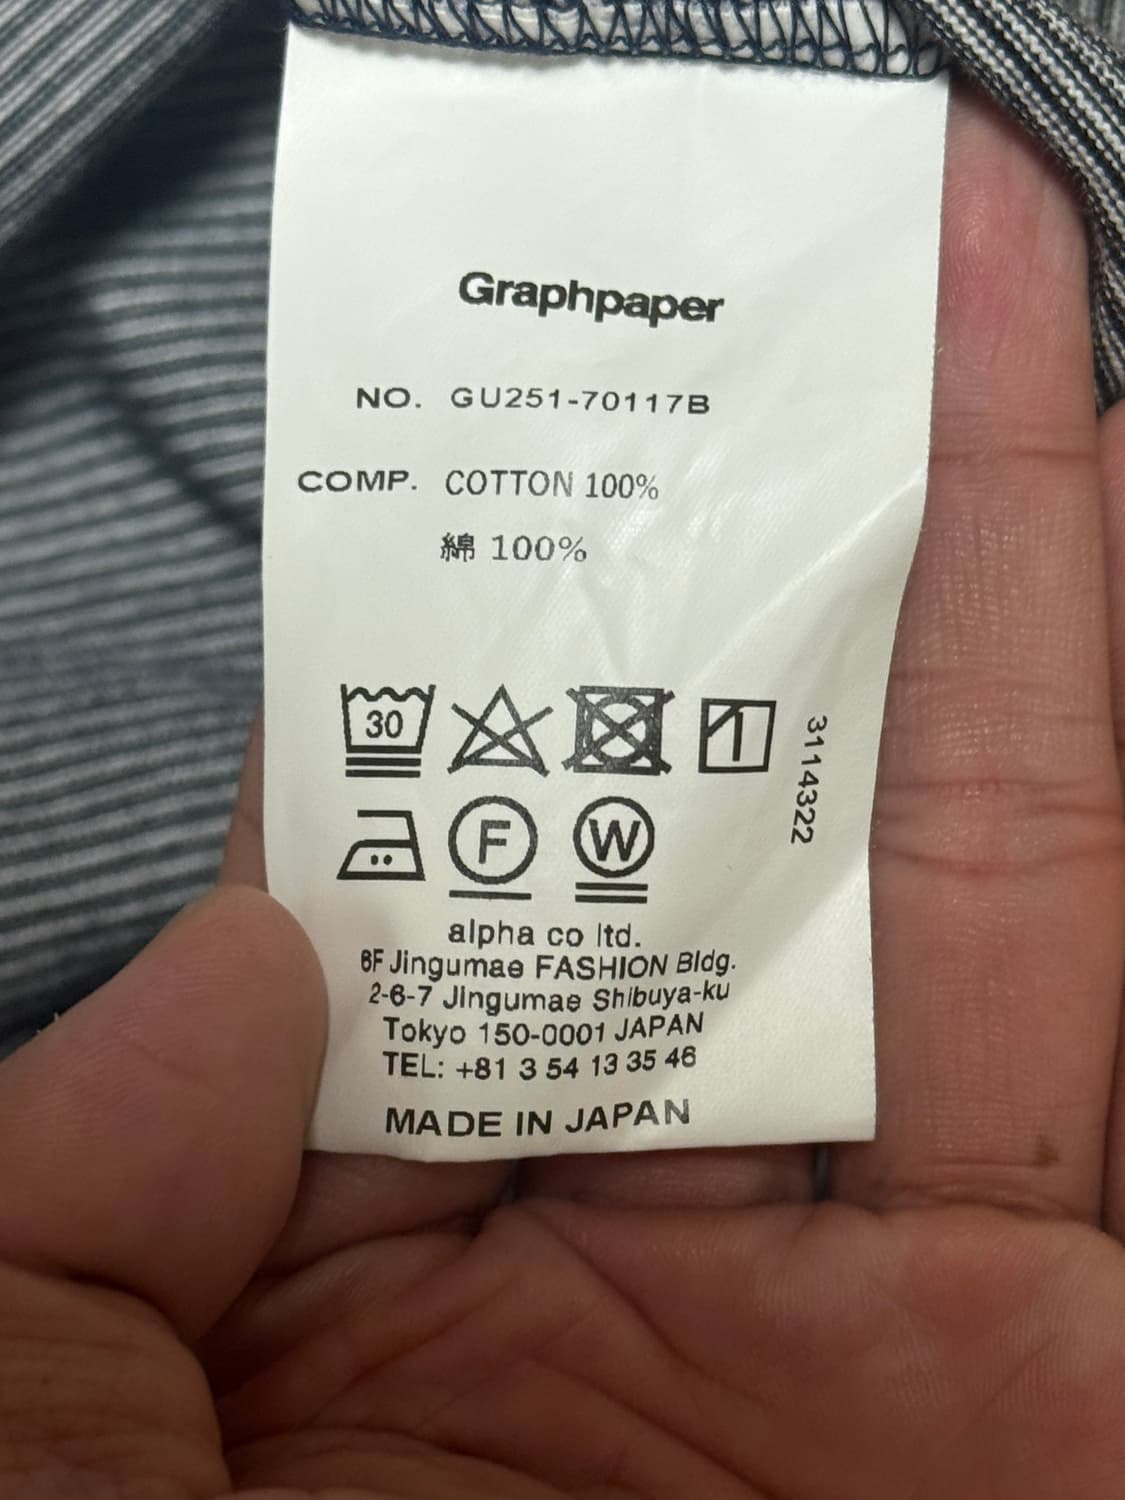 Graphpaper
NO. GU251-70117B
COMP. COTTON 100%
綿 100%
30
3114322
F
W
alpha co ltd.
6F Jingumae FASHION Bldg.
2-6-7 Jingumae Shibuya-ku
Tokyo 150-0001 JAPAN
TEL: +81 3 54 13 35 46
MADE IN JAPAN